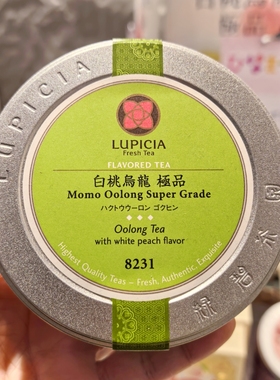 LUPICIA
Fresh Tea
FLAVORED TEA
白桃烏龍 極品
Momo Oolong Super Grade
ハクトウウーロン ゴクヒン
Oolong Tea
with white peach flavor
8231
Highest Quality Teas – Fresh, Authentic, Exquisite
LUPICIA